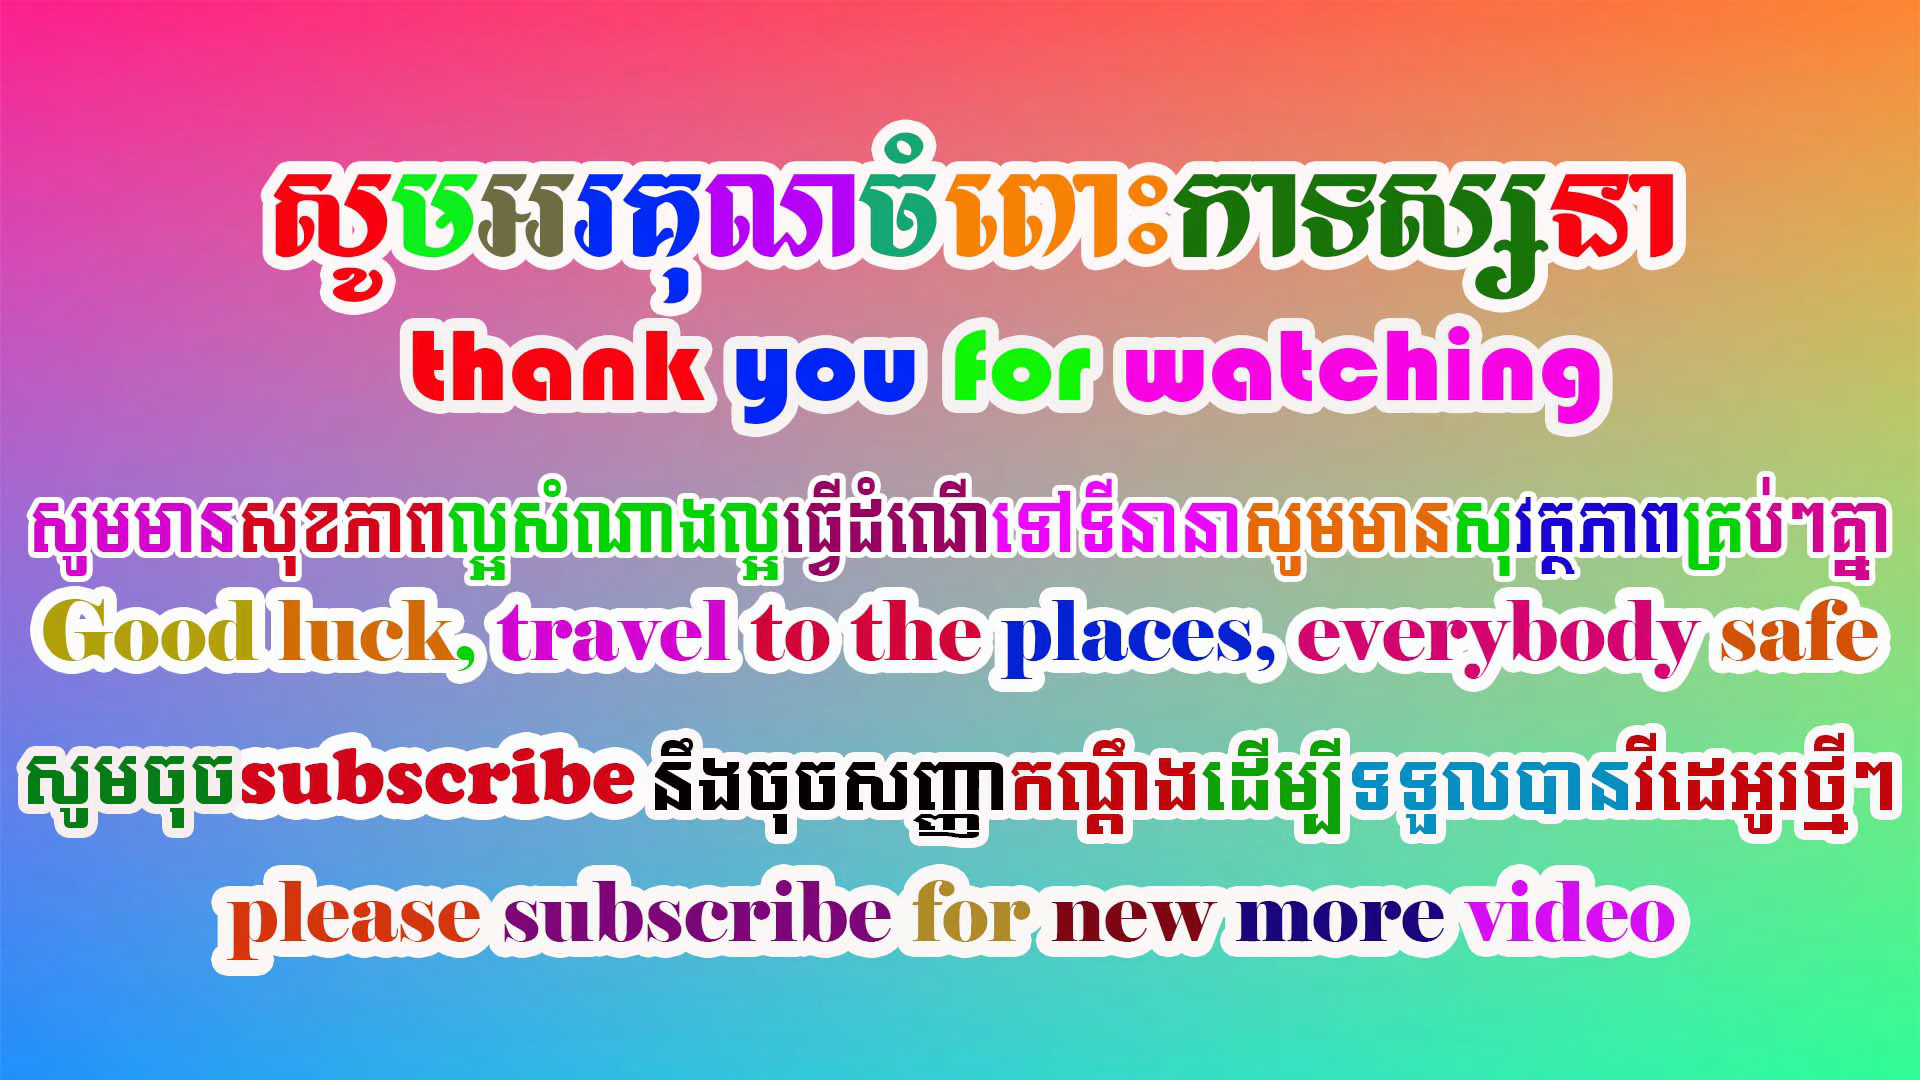 សូមអរគុណចំពោះកាទស្សនា
thank you for watching
សូមមានសុខភាពល្អសំណាងល្អធ្វើដំណើទៅទីនានាសូមមានសុវត្ថភាពគ្រប់ៗគ្នា
Good luck, travel to the places, everybody safe
សូមចុចsubscribe នឹងចុចសញ្ញាកណ្ដឹងដើម្បីទទួលបានវីដេអូរថ្មីៗ
please subscribe for new more video